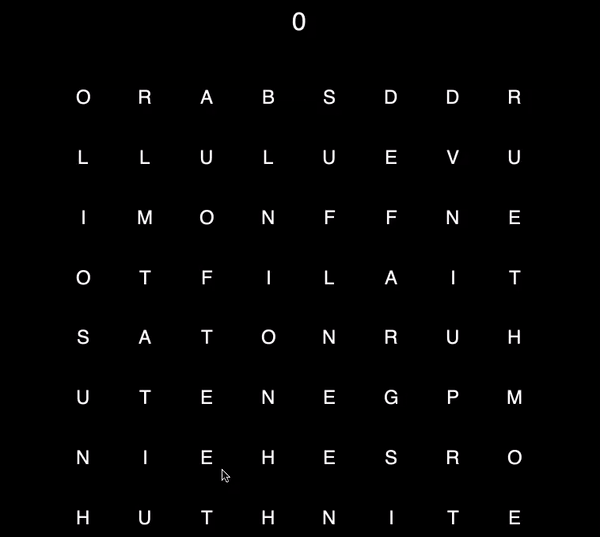 0
O R A B S D D R
L L U L U E V U
I M O N F F N E
O T F I L A I T
S A T O N R U H
U T E N E G P M
N I E H E S R O
H U T H N I T E